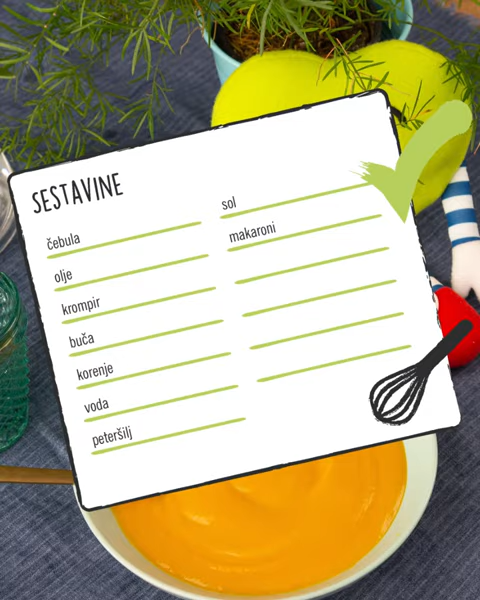 SESTAVINE
čebula
olje
krompir
buča
korenje
voda
peteršilj
sol
makaroni